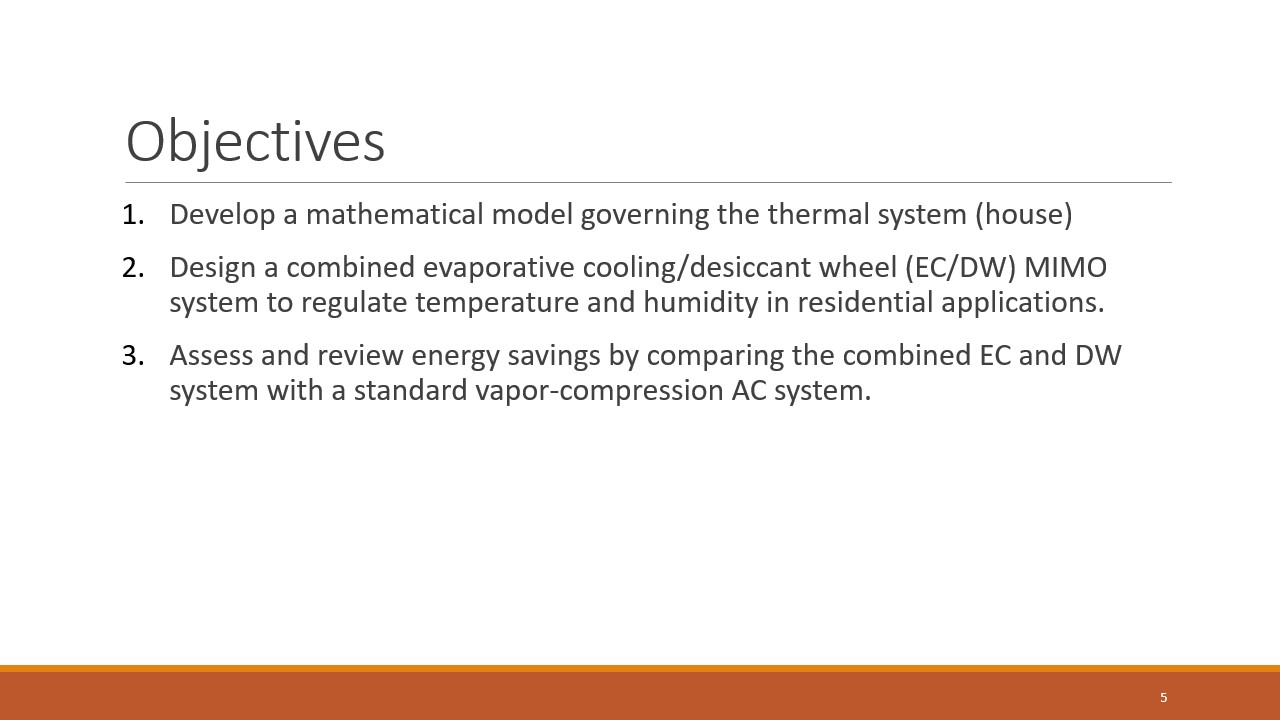 Objectives
1. Develop a mathematical model governing the thermal system (house)
2. Design a combined evaporative cooling/desiccant wheel (EC/DW) MIMO
system to regulate temperature and humidity in residential applications.
3. Assess and review energy savings by comparing the combined EC and DW
system with a standard vapor-compression AC system.
5